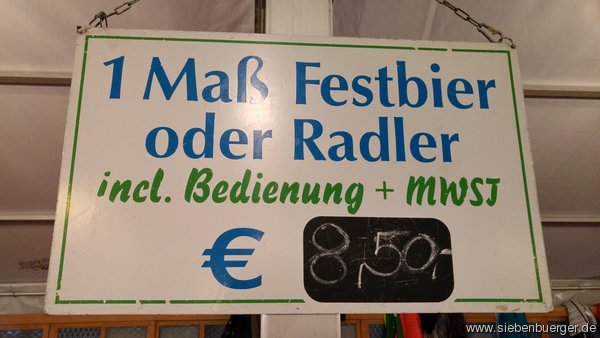 1 Maß Festbier
oder Radler
incl. Bedienung + MWST
€ 8,50,-
www.siebenbuerger.de